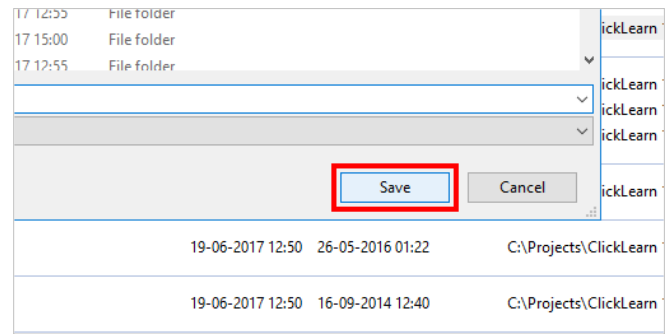 17 12:55 File folder
ickLearn
17 15:00 File folder
17 12:55 File folder
ickLearn
ickLearn
ickLearn
Save Cancel
ickLearn
19-06-2017 12:50 26-05-2016 01:22 C:\Projects\ClickLearn
19-06-2017 12:50 16-09-2014 12:40 C:\Projects\ClickLearn